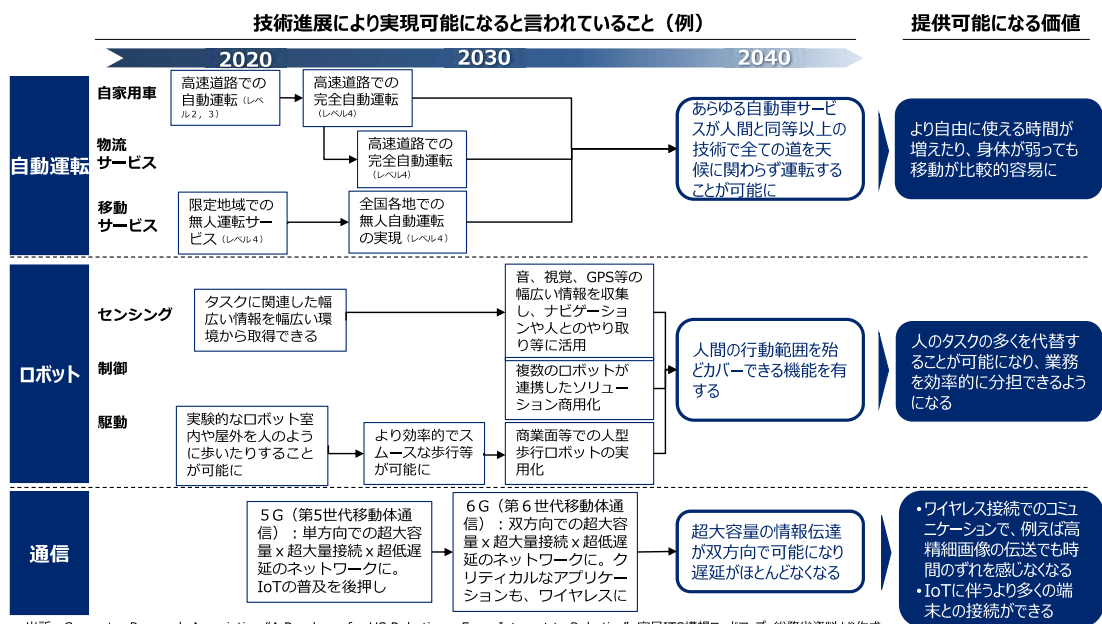 技術進展により実現可能になると言われていること（例）
提供可能になる価値
2020
2030
2040
自動運転
自家用車
高速道路での
自動運転（レベ
ル2，3）
高速道路での
完全自動運転
（レベル4）
物流
サービス
高速道路での
完全自動運転
（レベル4）
移動
サービス
限定地域での
無人運転サー
ビス（レベル４）
全国各地での
無人自動運転
の実現（レベル４）
あらゆる自動車サービ
スが人間と同等以上の
技術で全ての道を天
候に関わらず運転する
ことが可能に
より自由に使える時間が
増えたり、身体が弱っても
移動が比較的容易に
ロボット
センシング
タスクに関連した幅
広い情報を幅広い環
境から取得できる
音、視覚、GPS等の
幅広い情報を収集
し、ナビゲーショ
ンや人とのやり取
り等に活用
制御
複数のロボットが
連携したソリュー
ション商用化
駆動
実験的なロボット室
内や屋外を人のように
歩いたりすること
が可能に
より効率的でス
ムースな歩行等
が可能に
商業面等での人型
歩行ロボットの実
用化
人間の行動範囲を殆
どカバーできる機能を有
する
人のタスクの多くを代替す
ることが可能になり、業務
を効率的に分担できるよう
になる
通信
５G（第5世代移動体通
信）：単方向での超大容
量ｘ超大量接続ｘ超低遅
延のネットワークに。
IoTの普及を後押し
６G（第６世代移動体通
信）：双方向での超大容
量ｘ超大量接続ｘ超低遅
延のネットワークに。ク
リティカルなアプリケー
ションも、ワイヤレスに
超大容量の情報伝達
が双方向で可能になり
遅延がほとんどなくなる
•ワイヤレス接続でのコミュ
ニケーションで、例えば高
精細画像の伝送でも時
間のずれを感じなくなる
•IoTに伴うより多くの端
末との接続ができる